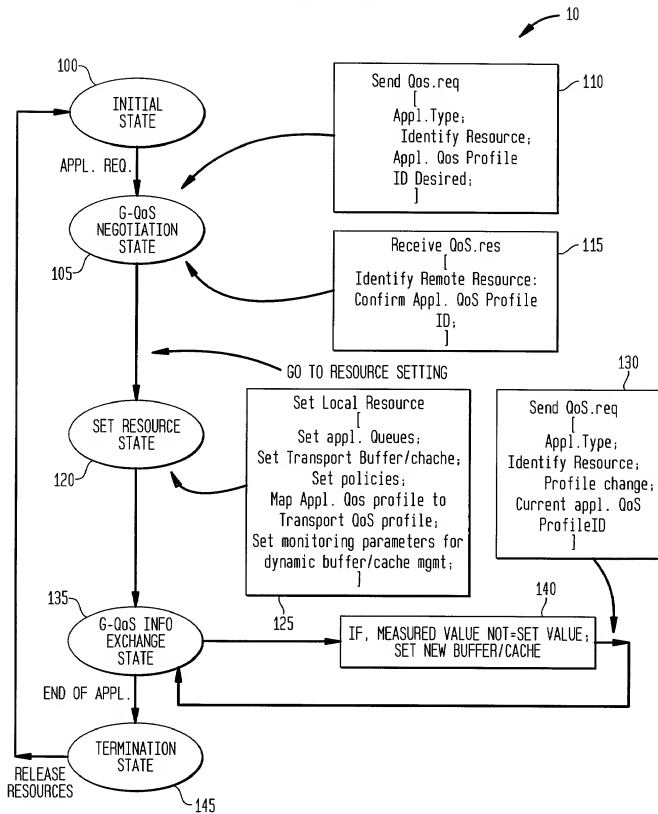 10
100
INITIAL
STATE
APPL. REQ.
Send Qos.req
[
Appl.Type;
Identify Resource;
Appl. Qos Profile
ID Desired;
]
110
G-QoS
NEGOTIATION
STATE
105
Receive QoS.res
[
Identify Remote Resource:
Confirm Appl. QoS Profile
ID;
]
115
GO TO RESOURCE SETTING
SET RESOURCE
STATE
120
Set Local Resource
[
Set appl. Queues;
Set Transport Buffer/chache;
Set policies;
Map Appl. Qos profile to
Transport QoS profile;
Set monitoring parameters for
dynamic buffer/cache mgmt;
]
125
130
Send QoS.req
[
Appl.Type;
Identify Resource;
Profile change;
Current appl. QoS
ProfileID
]
135
G-QoS INFO
EXCHANGE
STATE
140
IF, MEASURED VALUE NOT=SET VALUE;
SET NEW BUFFER/CACHE
END OF APPL.
TERMINATION
STATE
145
RELEASE
RESOURCES